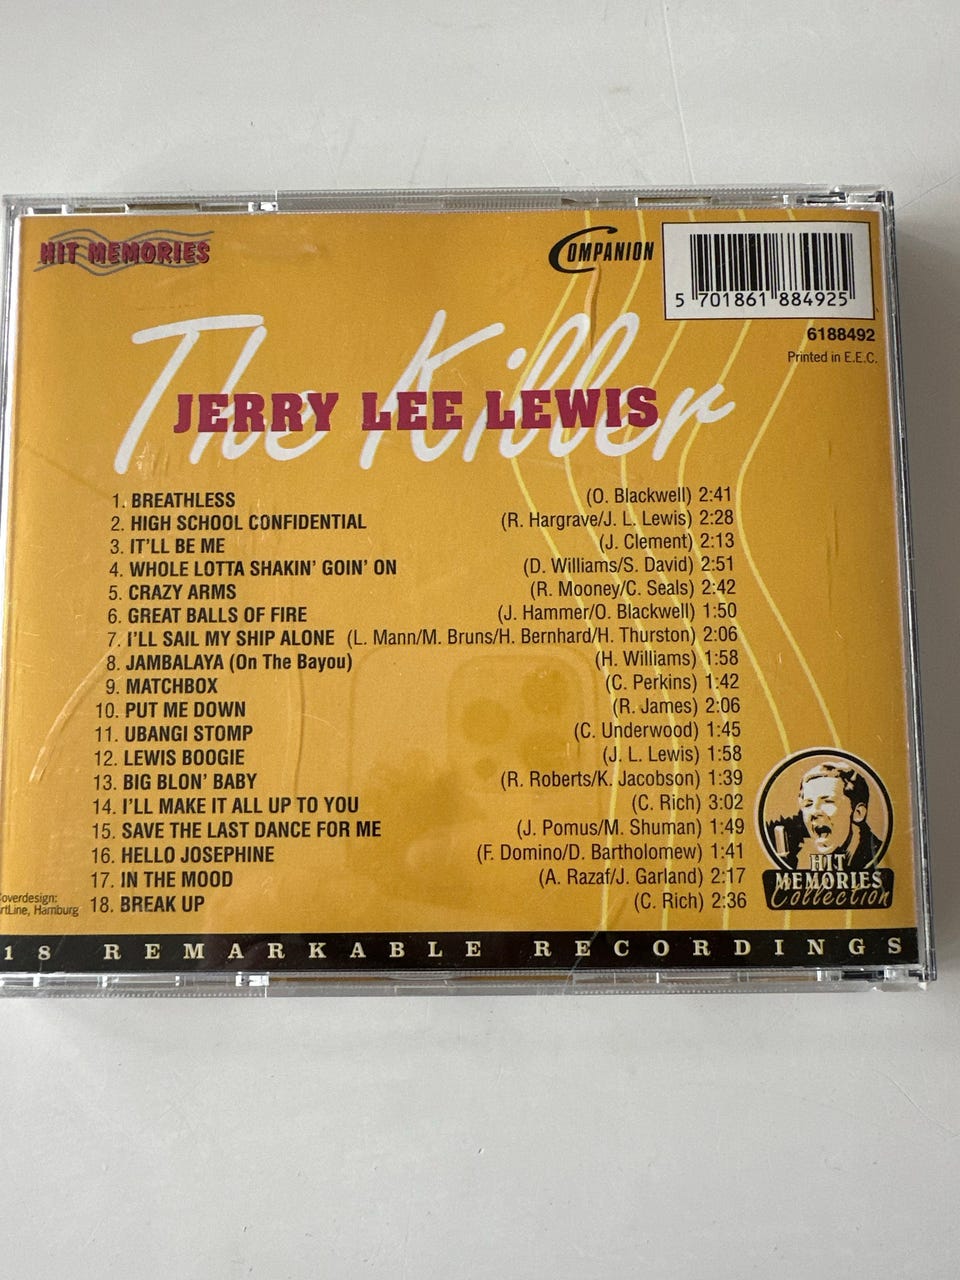 HIT MEMORIES
COMPANION
5 701861 884925
6188492
Printed in E.E.C.
The Killer
JERRY LEE LEWIS
1. BREATHLESS (O. Blackwell) 2:41
2. HIGH SCHOOL CONFIDENTIAL (R. Hargrave/J. L. Lewis) 2:28
3. IT'LL BE ME (J. Clement) 2:13
4. WHOLE LOTTA SHAKIN' GOIN' ON (D. Williams/S. David) 2:51
5. CRAZY ARMS (R. Mooney/C. Seals) 2:42
6. GREAT BALLS OF FIRE (J. Hammer/O. Blackwell) 1:50
7. I'LL SAIL MY SHIP ALONE (L. Mann/M. Bruns/H. Bernhard/H. Thurston) 2:06
8. JAMBALAYA (On The Bayou) (H. Williams) 1:58
9. MATCHBOX (C. Perkins) 1:42
10. PUT ME DOWN (R. James) 2:06
11. UBANGI STOMP (C. Underwood) 1:45
12. LEWIS BOOGIE (J. L. Lewis) 1:58
13. BIG BLON' BABY (R. Roberts/K. Jacobson) 1:39
14. I'LL MAKE IT ALL UP TO YOU (C. Rich) 3:02
15. SAVE THE LAST DANCE FOR ME (J. Pomus/M. Shuman) 1:49
16. HELLO JOSEPHINE (F. Domino/D. Bartholomew) 1:41
17. IN THE MOOD (A. Razaf/J. Garland) 2:17
18. BREAK UP (C. Rich) 2:36
HIT
MEMORIES
Collection
overdesign:
rtLine, Hamburg
18 REMARKABLE RECORDINGS